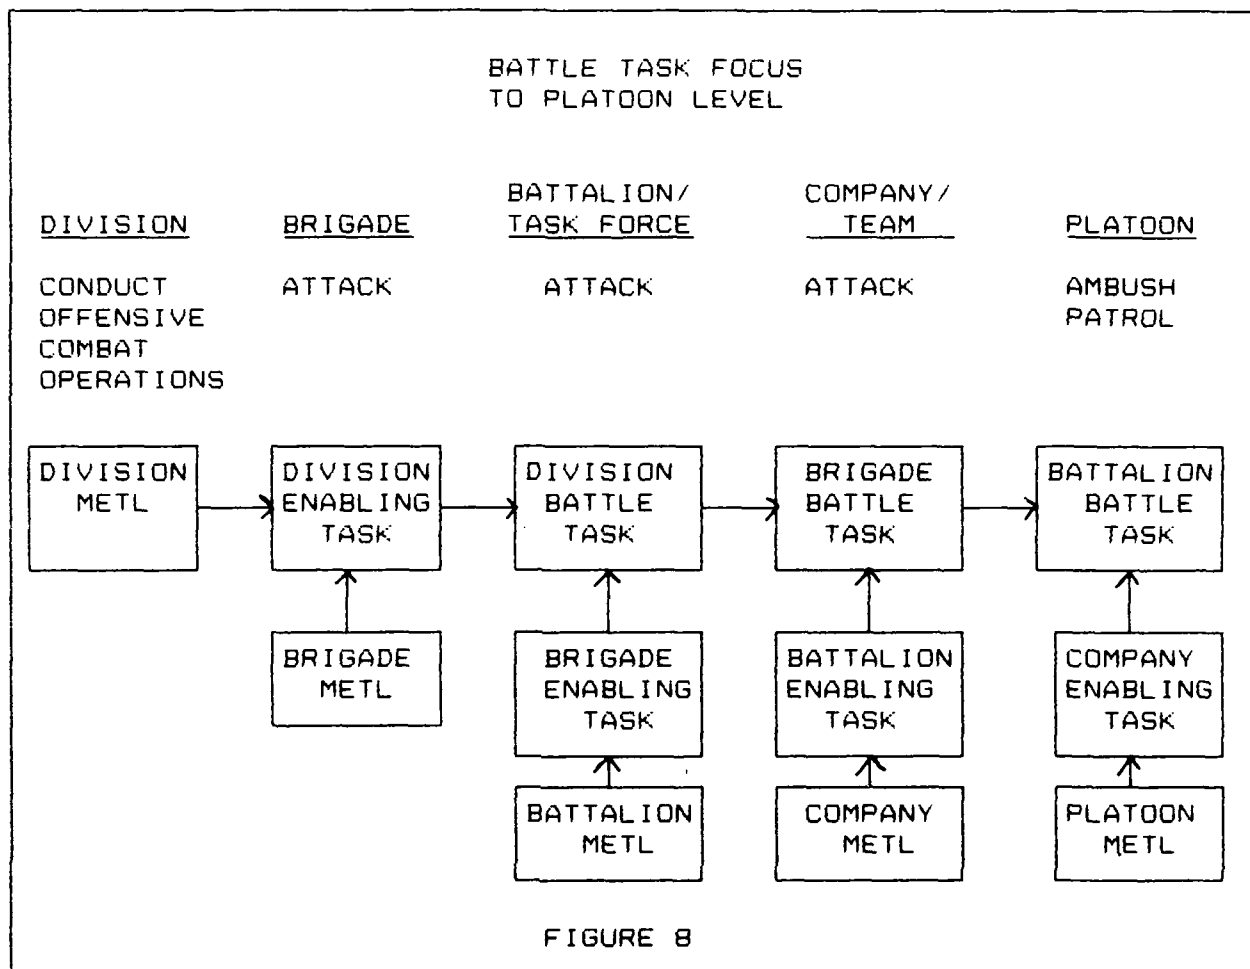 BATTLE TASK FOCUS
TO PLATOON LEVEL
DIVISION
BRIGADE
BATTALION/
TASK FORCE
COMPANY/
TEAM
PLATOON
CONDUCT
OFFENSIVE
COMBAT
OPERATIONS
ATTACK
ATTACK
ATTACK
AMBUSH
PATROL
DIVISION
METL
DIVISION
ENABLING
TASK
DIVISION
BATTLE
TASK
BRIGADE
BATTLE
TASK
BATTALION
BATTLE
TASK
BRIGADE
METL
BRIGADE
ENABLING
TASK
BATTALION
ENABLING
TASK
COMPANY
ENABLING
TASK
BATTALION
METL
COMPANY
METL
PLATOON
METL
FIGURE 8